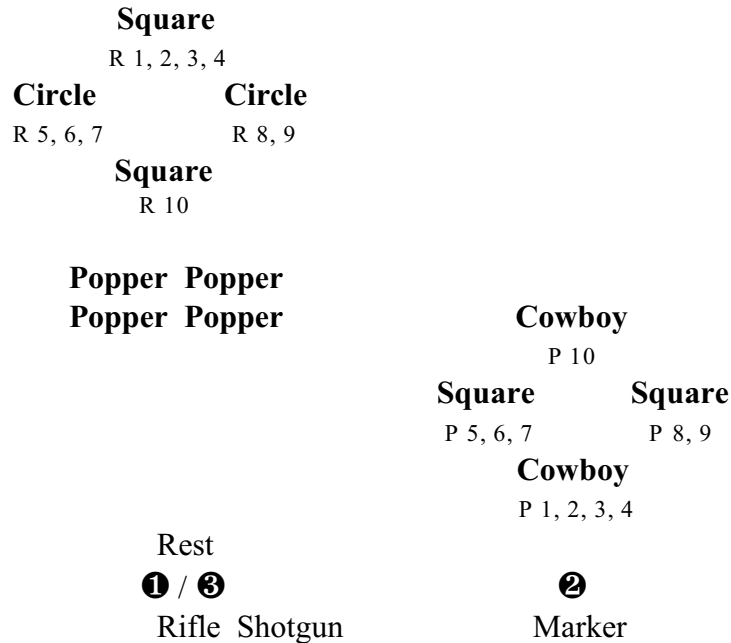 Square
R 1, 2, 3, 4
Circle Circle
R 5, 6, 7 R 8, 9
Square
R 10
Popper Popper
Popper Popper Cowboy
P 10
Square Square
P 5, 6, 7 P 8, 9
Cowboy
P 1, 2, 3, 4
Rest
❶ / ❸ ❷
Rifle Shotgun Marker